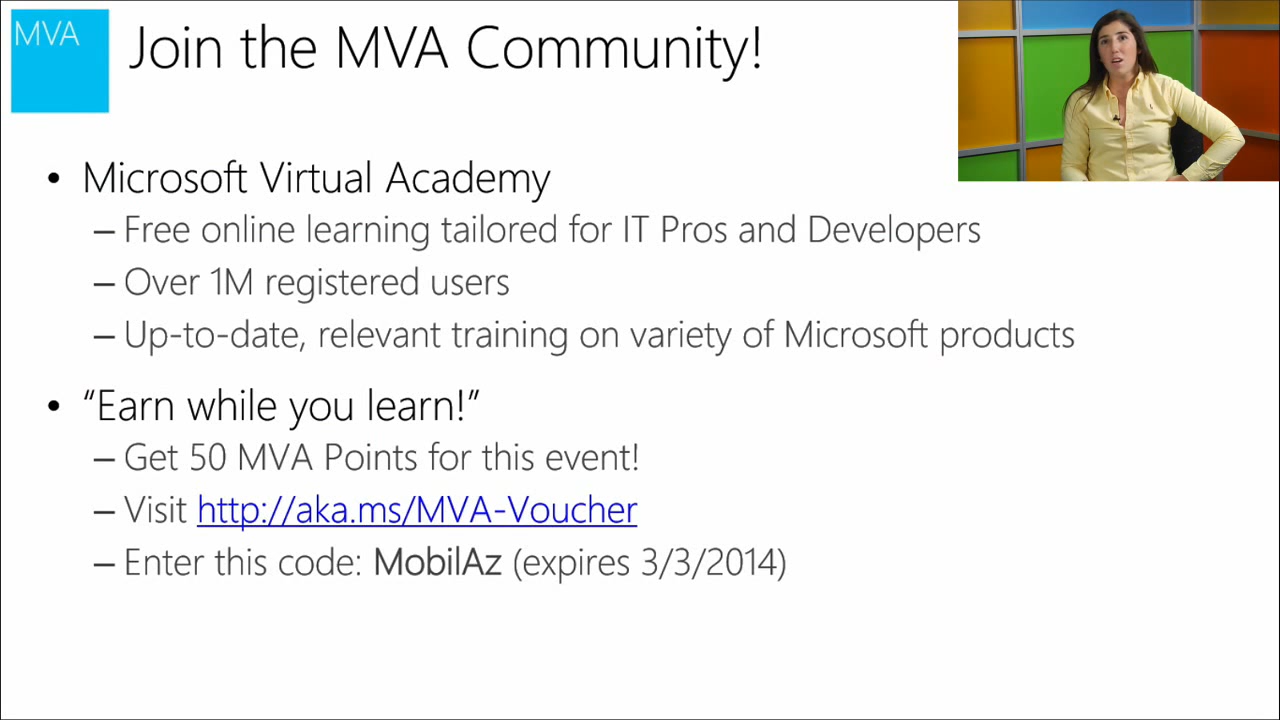 MVA
Join the MVA Community!
• Microsoft Virtual Academy
– Free online learning tailored for IT Pros and Developers
– Over 1M registered users
– Up-to-date, relevant training on variety of Microsoft products
• “Earn while you learn!”
– Get 50 MVA Points for this event!
– Visit http://aka.ms/MVA-Voucher
– Enter this code: MobilAz (expires 3/3/2014)